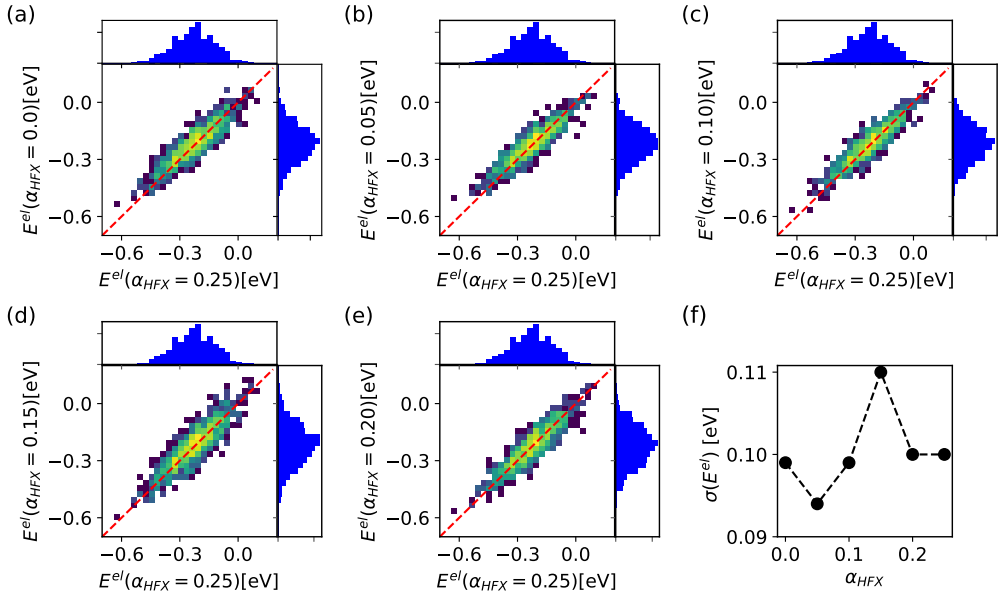 (a)
(b)
(c)
E^{el}(α_{HFX} = 0.0)[eV]
0.0
−0.3
−0.6
−0.6 −0.3 0.0
E^{el}(α_{HFX} = 0.25)[eV]
E^{el}(α_{HFX} = 0.05)[eV]
0.0
−0.3
−0.6
−0.6 −0.3 0.0
E^{el}(α_{HFX} = 0.25)[eV]
E^{el}(α_{HFX} = 0.10)[eV]
0.0
−0.3
−0.6
−0.6 −0.3 0.0
E^{el}(α_{HFX} = 0.25)[eV]
(d)
(e)
(f)
E^{el}(α_{HFX} = 0.15)[eV]
0.0
−0.3
−0.6
−0.6 −0.3 0.0
E^{el}(α_{HFX} = 0.25)[eV]
E^{el}(α_{HFX} = 0.20)[eV]
0.0
−0.3
−0.6
−0.6 −0.3 0.0
E^{el}(α_{HFX} = 0.25)[eV]
σ(E^{el}) [eV]
0.11
0.10
0.09
0.0 0.1 0.2
α_{HFX}